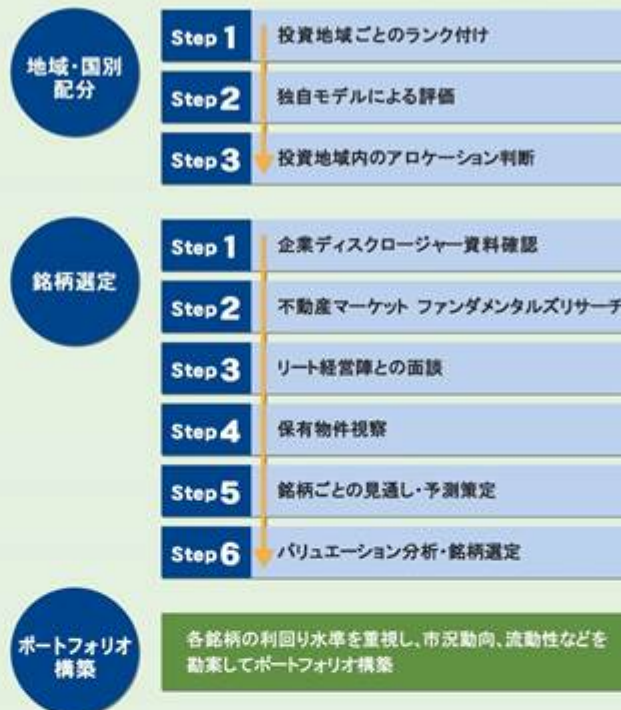 地域・国別
配分
Step 1 投資地域ごとのランク付け
Step 2 独自モデルによる評価
Step 3 投資地域内のアロケーション判断
銘柄選定
Step 1 企業ディスクロージャー資料確認
Step 2 不動産マーケット ファンダメンタルズリサーチ
Step 3 リート経営陣との面談
Step 4 保有物件視察
Step 5 銘柄ごとの見通し・予測策定
Step 6 バリュエーション分析・銘柄選定
ポートフォリオ
構築
各銘柄の利回り水準を重視し、市況動向、流動性などを
勘案してポートフォリオ構築